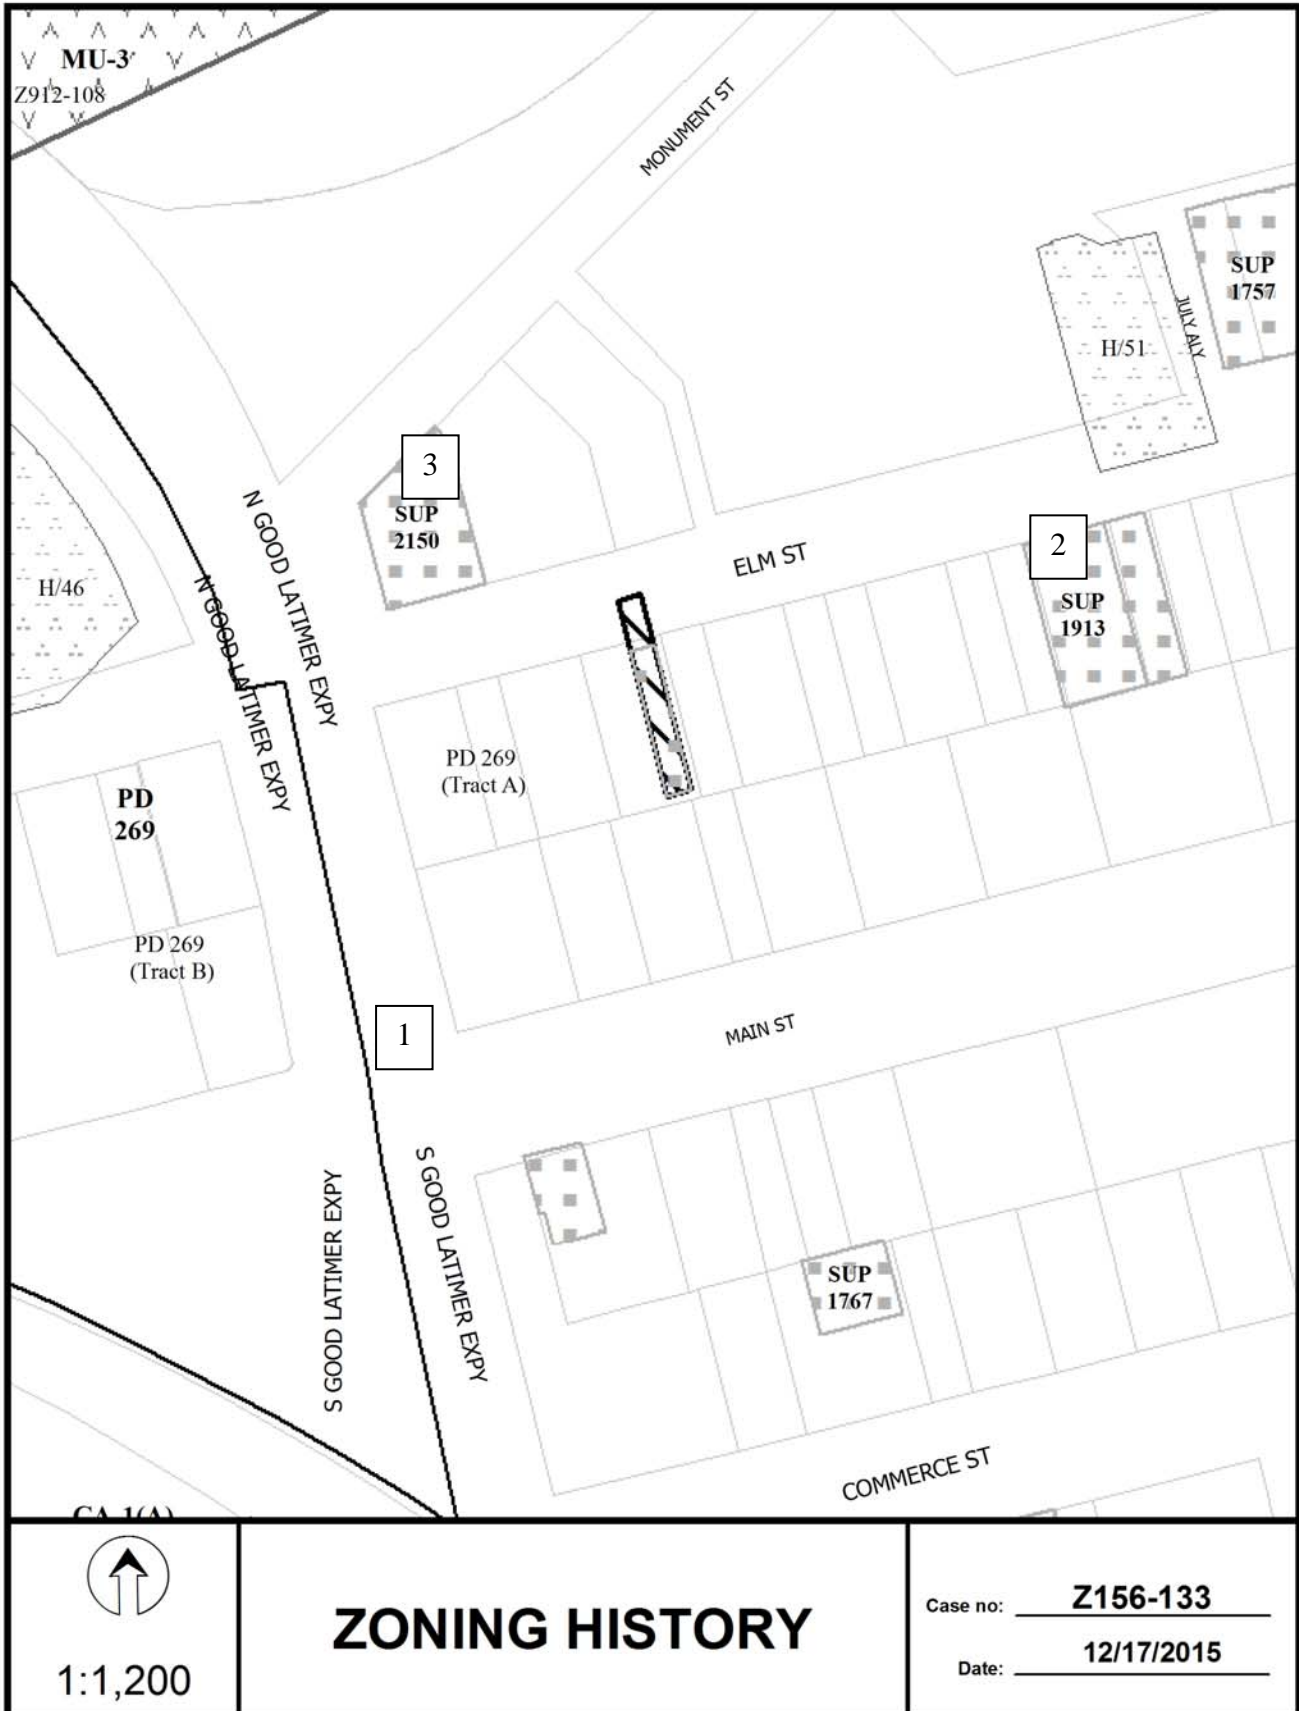 MU-3
Z912-108
MONUMENT ST
SUP
1757
JULY ALY
H/51
3
SUP
2150
N GOOD LATIMER EXPY
ELM ST
2
SUP
1913
H/46
N GOOD LATIMER EXPY
PD 269
(Tract A)
PD
269
PD 269
(Tract B)
1
MAIN ST
S GOOD LATIMER EXPY
S GOOD LATIMER EXPY
SUP
1767
COMMERCE ST
CA-1(A)
1:1,200
ZONING HISTORY
Case no: Z156-133
Date: 12/17/2015